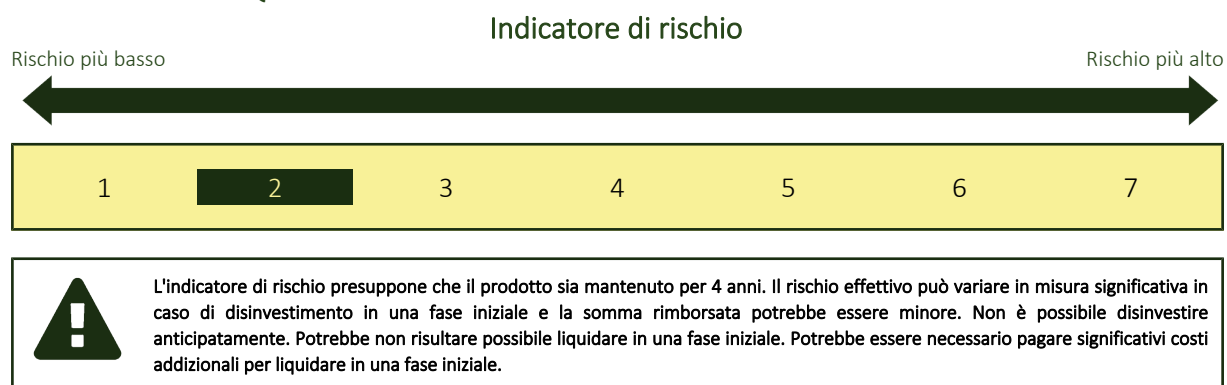 Indicatore di rischio
Rischio più basso
Rischio più alto
1 2 3 4 5 6 7
L'indicatore di rischio presuppone che il prodotto sia mantenuto per 4 anni. Il rischio effettivo può variare in misura significativa in
caso di disinvestimento in una fase iniziale e la somma rimborsata potrebbe essere minore. Non è possibile disinvestire
anticipatamente. Potrebbe non risultare possibile liquidare in una fase iniziale. Potrebbe essere necessario pagare significativi costi
addizionali per liquidare in una fase iniziale.